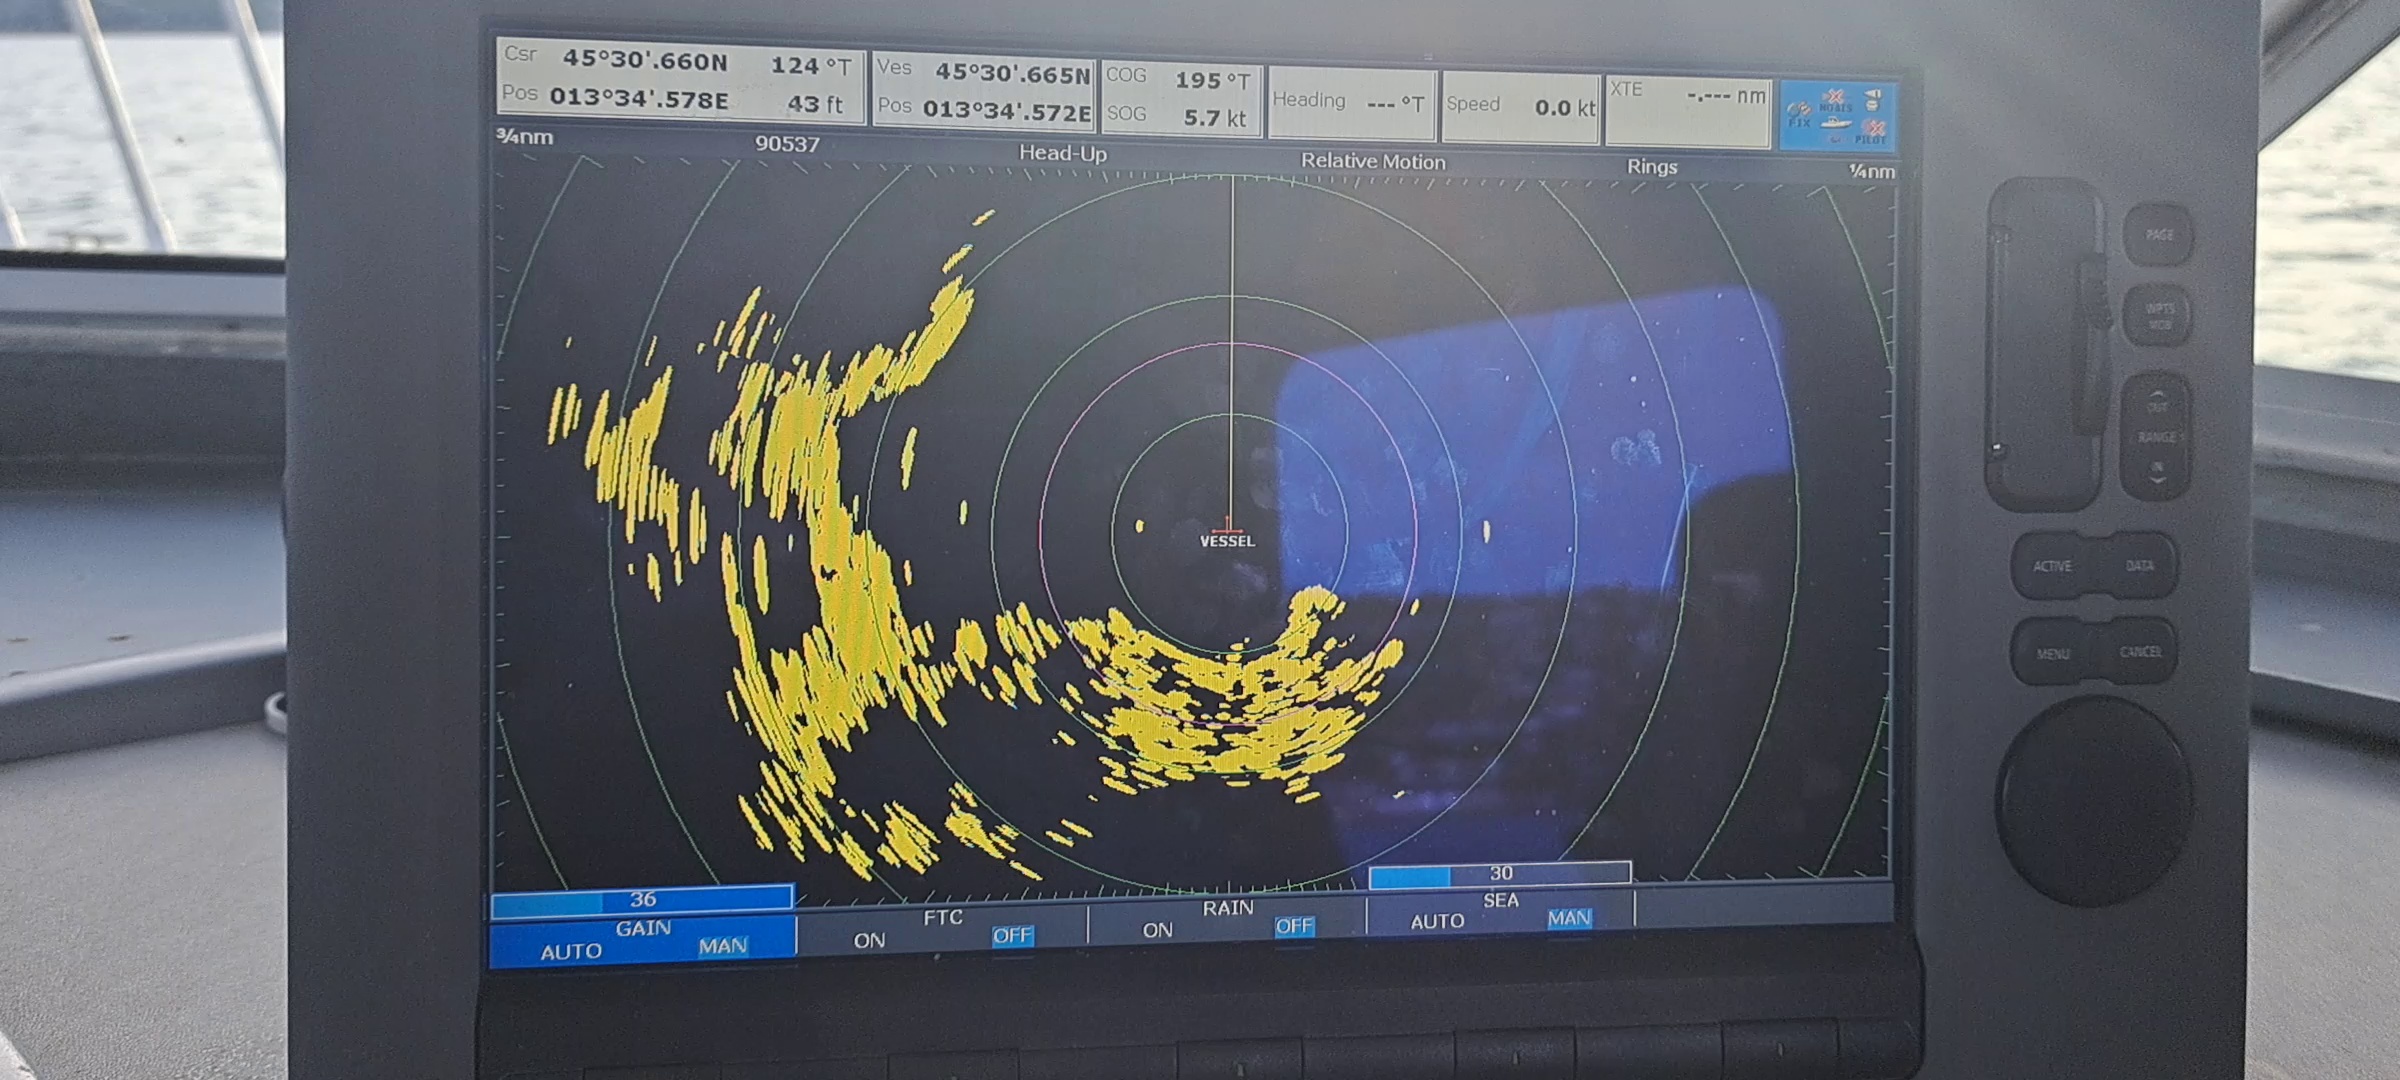 Csr 45°30'.660N 124 °T
Pos 013°34'.578E 43 ft
Ves 45°30'.665N
Pos 013°34'.572E
COG 195 °T
SOG 5.7 kt
Heading --- °T
Speed 0.0 kt
XTE -.--- nm
FIX
NO AIS
PILOT
¾nm 90537 Head-Up Relative Motion Rings ¼nm
VESSEL
36
GAIN
AUTO MAN
FTC
ON OFF
RAIN
ON OFF
30
SEA
AUTO MAN
PAGE
WPTS
MOB
OUT
RANGE
IN
ACTIVE DATA
MENU CANCEL